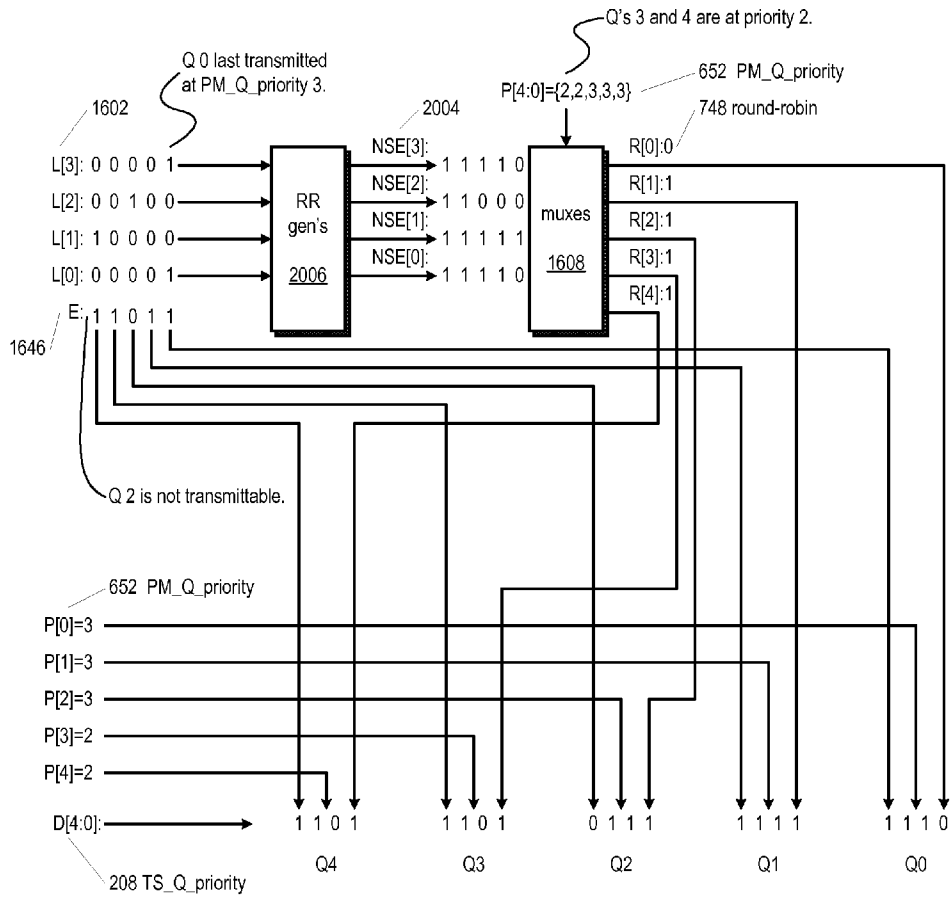 Q's 3 and 4 are at priority 2.
Q 0 last transmitted
at PM_Q_priority 3.
P[4:0]={2,2,3,3,3}
652 PM_Q_priority
1602
2004
748 round-robin
L[3]: 0 0 0 0 1
NSE[3]:
1 1 1 1 0
R[0]:0
L[2]: 0 0 1 0 0
NSE[2]:
1 1 0 0 0
R[1]:1
L[1]: 1 0 0 0 0
NSE[1]:
1 1 1 1 1
R[2]:1
L[0]: 0 0 0 0 1
NSE[0]:
1 1 1 1 0
R[3]:1
RR
gen's
2006
muxes
1608
R[4]:1
E: 1 1 0 1 1
1646
Q 2 is not transmittable.
652 PM_Q_priority
P[0]=3
P[1]=3
P[2]=3
P[3]=2
P[4]=2
D[4:0]:
1 1 0 1
1 1 0 1
0 1 1 1
1 1 1 1
1 1 1 0
Q4
Q3
Q2
Q1
Q0
208 TS_Q_priority